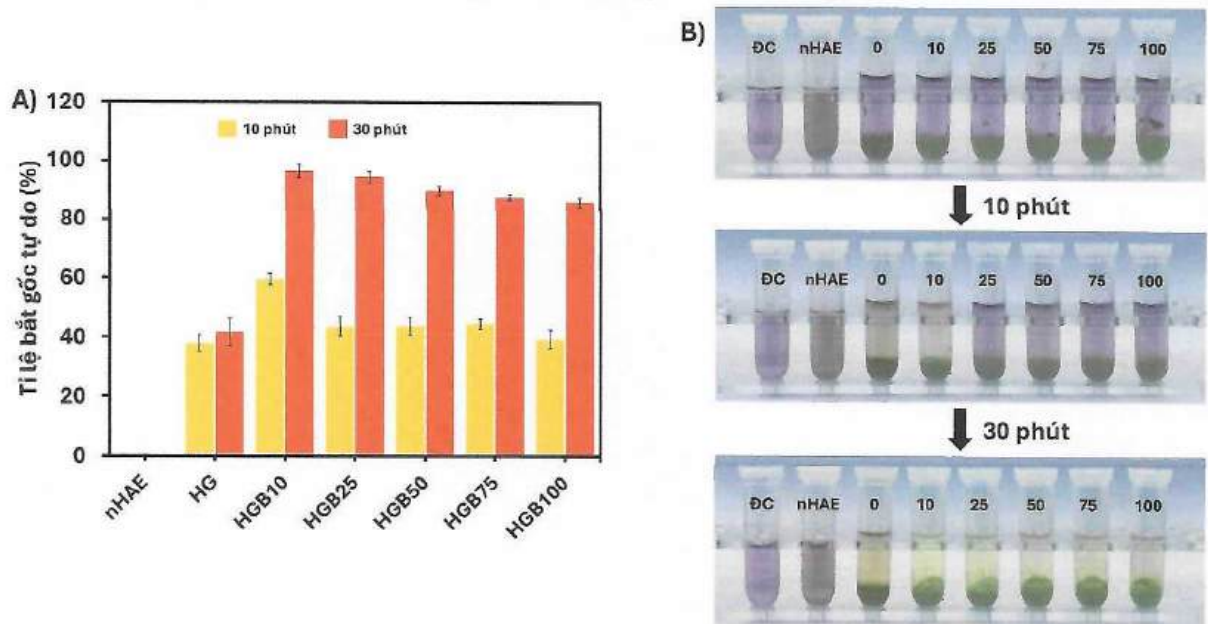 A)
120
100
80
60
40
20
0
Tỉ lệ bắt gốc tự do (%)
10 phút
30 phút
nHAE
HG
HGB10
HGB25
HGB50
HGB75
HGB100
B)
ĐC nHAE 0 10 25 50 75 100
10 phút
ĐC nHAE 0 10 25 50 75 100
30 phút
ĐC nHAE 0 10 25 50 75 100